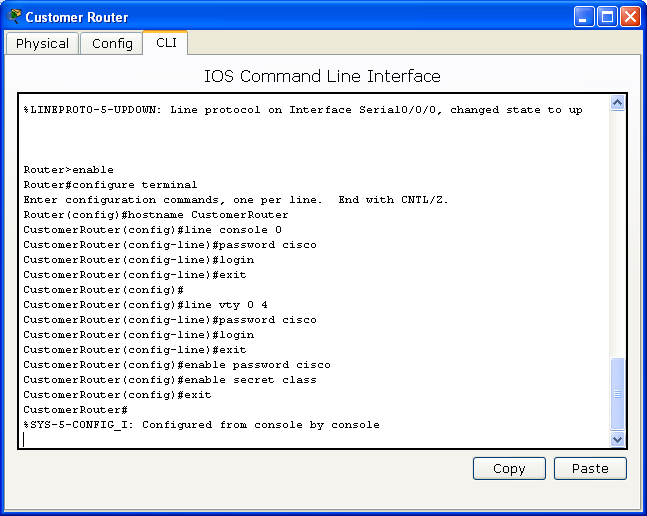 Customer Router
Physical Config CLI
IOS Command Line Interface
%LINEPROTO-5-UPDOWN: Line protocol on Interface Serial0/0/0, changed state to up
Router>enable
Router#configure terminal
Enter configuration commands, one per line.  End with CNTL/Z.
Router(config)#hostname CustomerRouter
CustomerRouter(config)#line console 0
CustomerRouter(config-line)#password cisco
CustomerRouter(config-line)#login
CustomerRouter(config-line)#exit
CustomerRouter(config)#
CustomerRouter(config)#line vty 0 4
CustomerRouter(config-line)#password cisco
CustomerRouter(config-line)#login
CustomerRouter(config-line)#exit
CustomerRouter(config)#enable password cisco
CustomerRouter(config)#enable secret class
CustomerRouter(config)#exit
CustomerRouter#
%SYS-5-CONFIG_I: Configured from console by console
Copy Paste